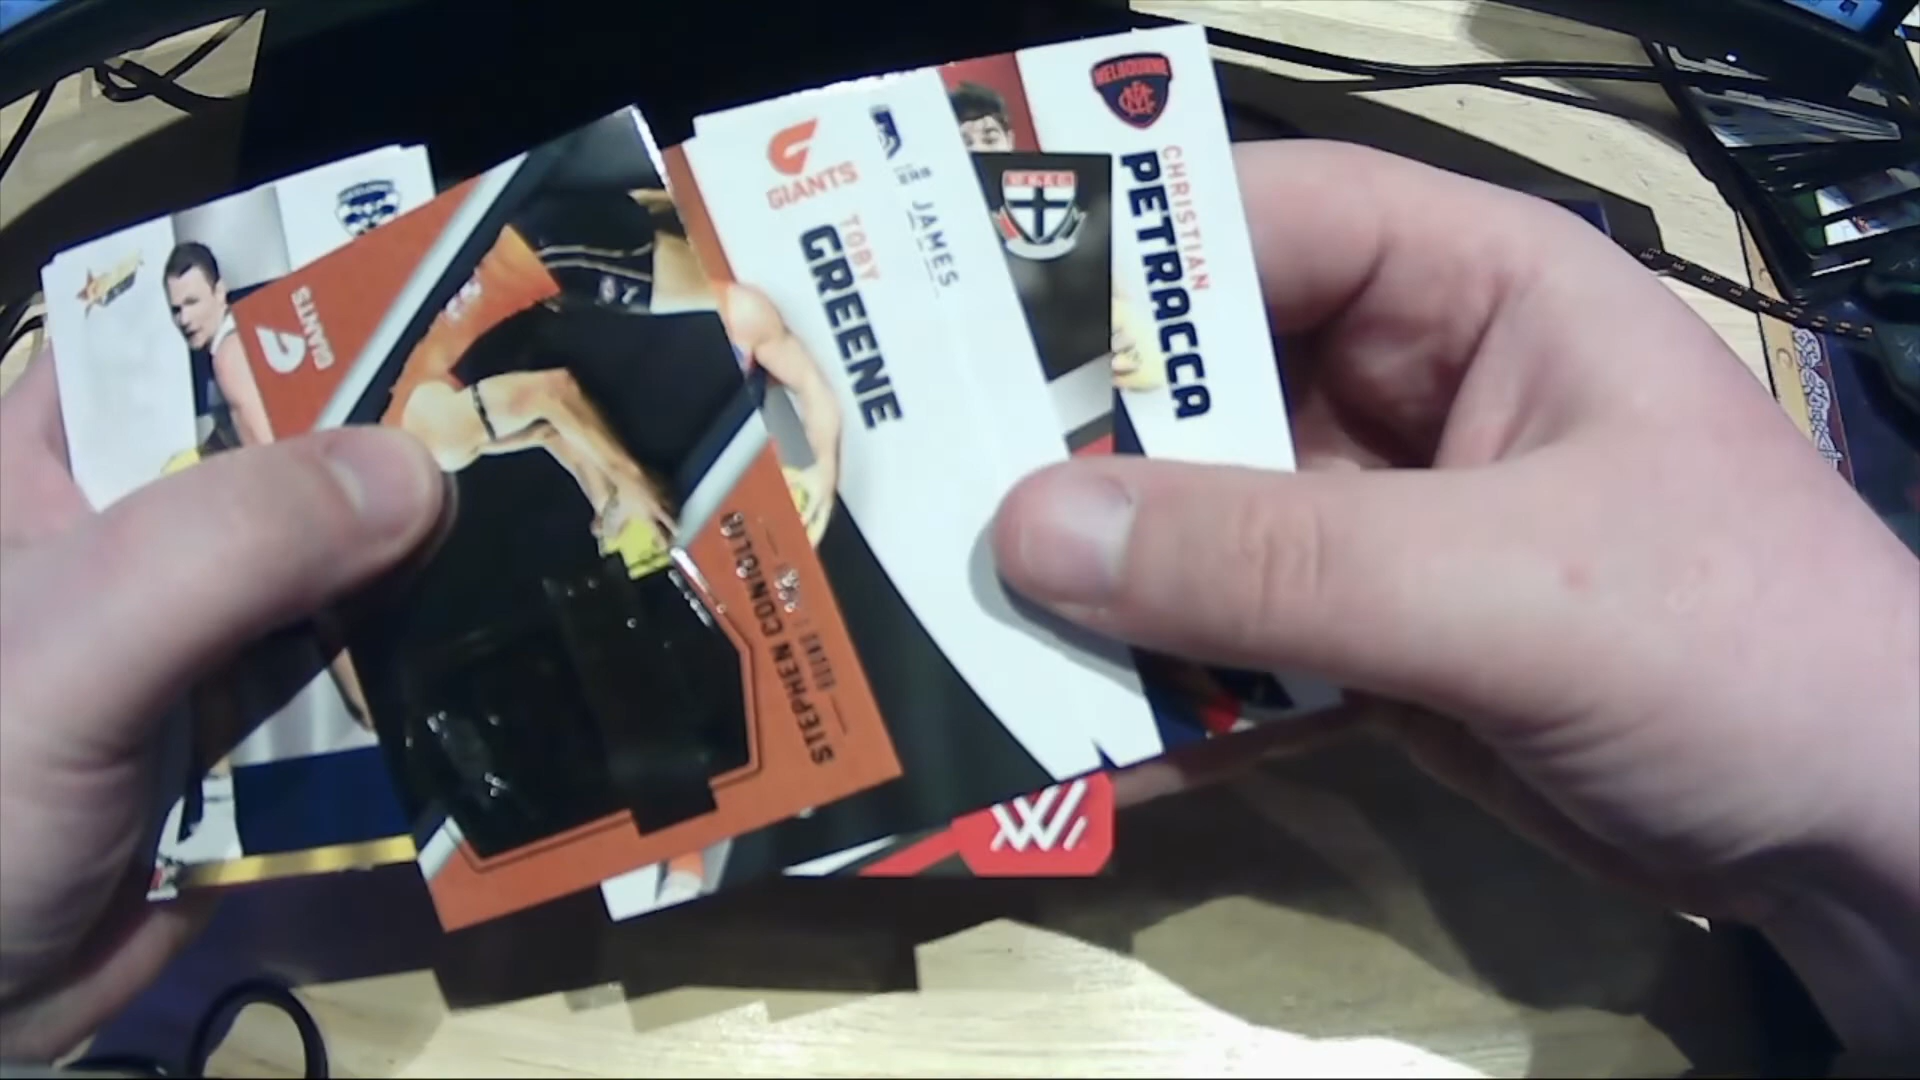 MELBOURNE
CHRISTIAN
PETRACCA
GIANTS
TOBY
GREENE
JAMES
GIANTS
STEPHEN CONIGLIO